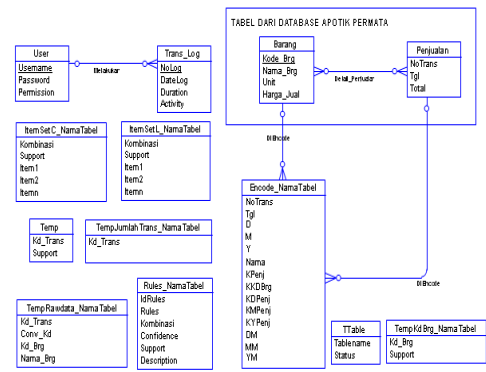 TABEL DARI DATABASE APOTIK PERMATA
User
Username
Password
Permission
Melakukan
Trans_Log
NoLog
DateLog
Duration
Activity
Barang
Kode_Brg
Nama_Brg
Unit
Harga_Jual
Detail_Penjualan
Penjualan
NoTrans
Tgl
Total
ItemSetC_NamaTabel
Kombinasi
Support
Item1
Item2
Itemn
ItemSetL_NamaTabel
Kombinasi
Support
Item1
Item2
Itemn
DiEncode
Encode_NamaTabel
NoTrans
Tgl
D
M
Y
Nama
KPenj
KKDBrg
KDPenj
KMPenj
KYPenj
DM
MM
YM
DiEncode
Temp
Kd_Trans
Support
TempJumlahTrans_NamaTabel
Kd_Trans
TempRawdata_NamaTabel
Kd_Trans
Conv_Kd
Kd_Brg
Nama_Brg
Rules_NamaTabel
IdRules
Rules
Kombinasi
Confidence
Support
Description
TTable
Tablename
Status
TempKdBrg_NamaTabel
Kd_Brg
Support